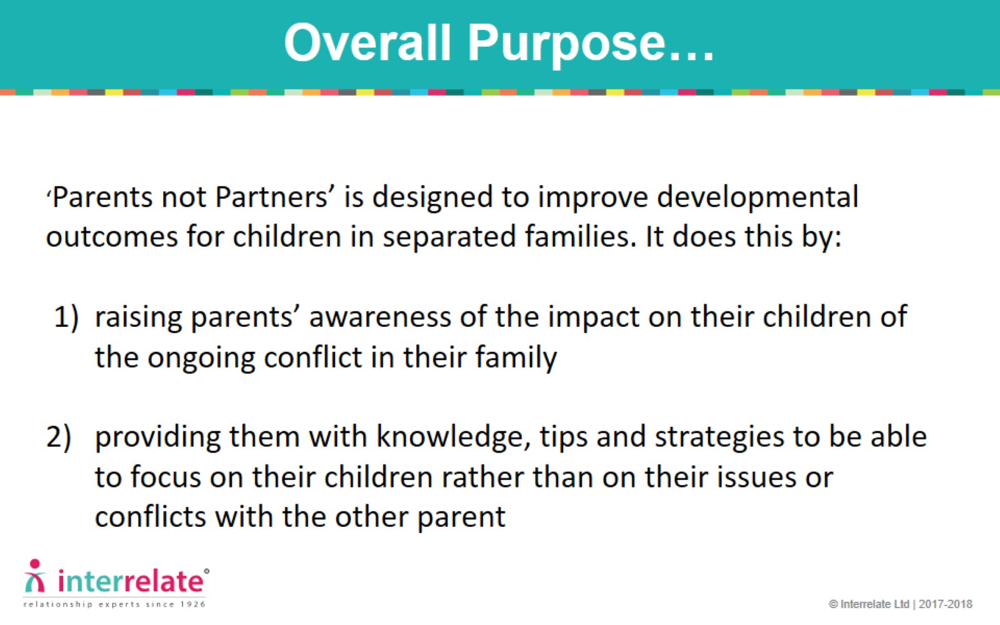 Overall Purpose…
‘Parents not Partners’ is designed to improve developmental
outcomes for children in separated families. It does this by:
1) raising parents’ awareness of the impact on their children of
the ongoing conflict in their family
2) providing them with knowledge, tips and strategies to be able
to focus on their children rather than on their issues or
conflicts with the other parent
interrelate®
relationship experts since 1926
© Interrelate Ltd | 2017-2018